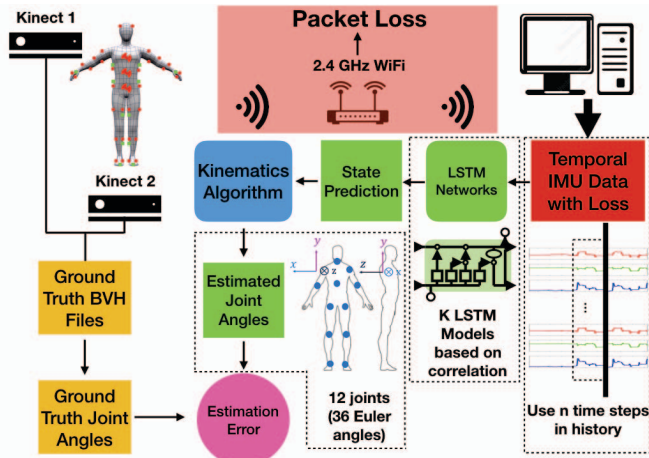 Kinect 1
Packet Loss
2.4 GHz WiFi
Kinect 2
Kinematics
Algorithm
State
Prediction
LSTM
Networks
Temporal
IMU Data
with Loss
Ground
Truth BVH
Files
Estimated
Joint
Angles
y
x
z
y
z
x
K LSTM
Models
based on
correlation
Ground
Truth Joint
Angles
Estimation
Error
12 joints
(36 Euler
angles)
Use n time steps
in history